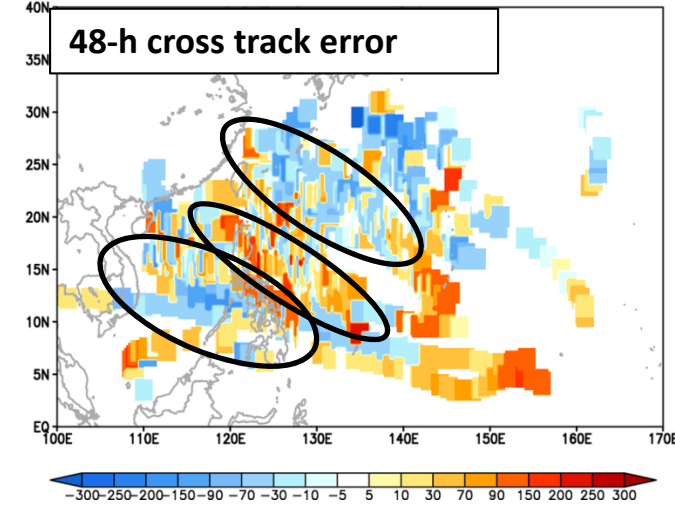 48-h cross track error
40N
35N
30N
25N
20N
15N
10N
5N
EQ
100E 110E 120E 130E 140E 150E 160E 170E
-300-250-200-150-90 -70 -30 -10 -5 5 10 30 70 90 150 200 250 300